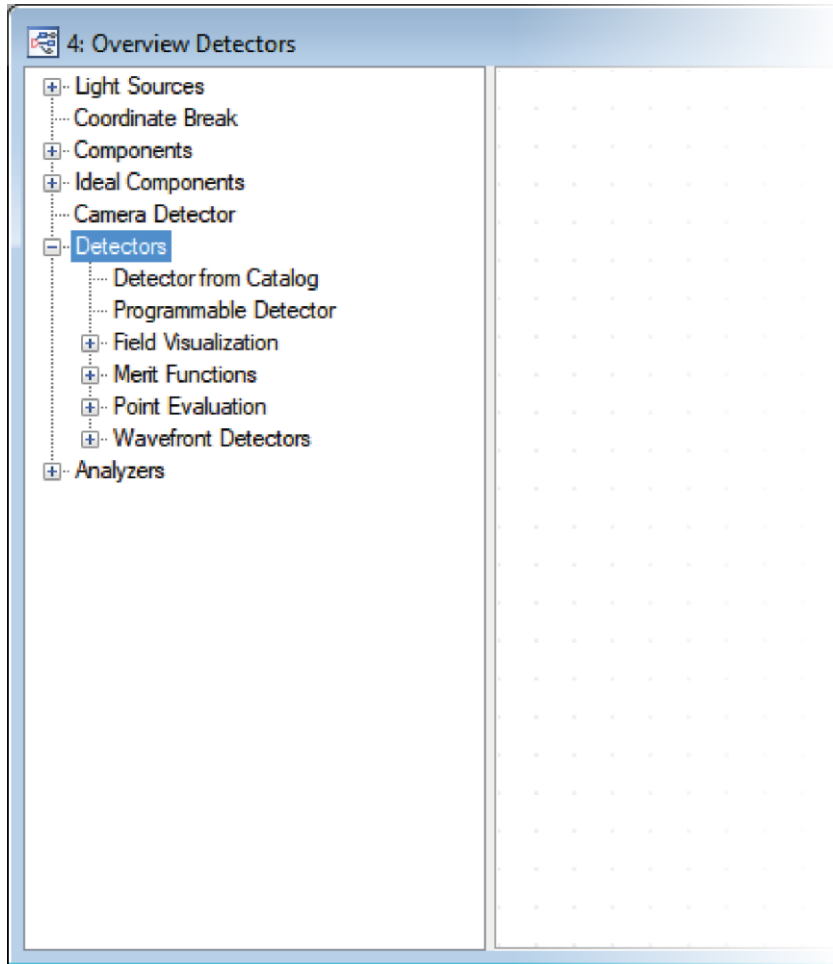 4: Overview Detectors
Light Sources
Coordinate Break
Components
Ideal Components
Camera Detector
Detectors
Detector from Catalog
Programmable Detector
Field Visualization
Merit Functions
Point Evaluation
Wavefront Detectors
Analyzers